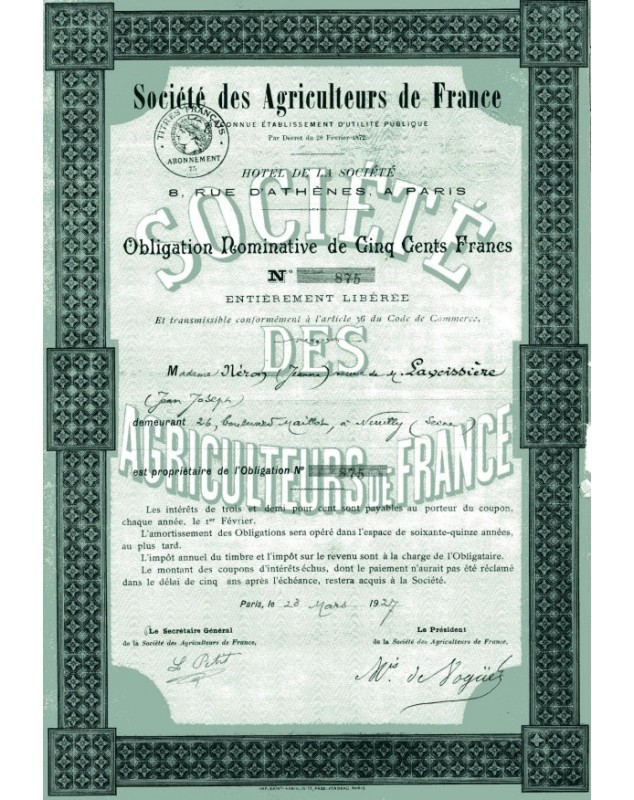 Société des Agriculteurs de France
RECONNUE ÉTABLISSEMENT D'UTILITÉ PUBLIQUE
Par Décret du 28 Février 1872
TITRES FRANÇAIS
ABONNEMENT
75
HOTEL DE LA SOCIÉTÉ
8, RUE D'ATHÈNES, A PARIS
SOCIÉTÉ
Obligation Nominative de Cinq Cents Francs
N° 875
ENTIÈREMENT LIBÉRÉE
Et transmissible conformément à l'article 36 du Code de Commerce.
DES
Madame Néron (Jeanne) veuve de M. Lavoissière
(Jean Joseph)
demeurant 26, boulevard Maillot, à Neuilly (Seine)
AGRICULTEURS DE FRANCE
est propriétaire de l'Obligation N° 875
Les intérêts de trois et demi pour cent sont payables au porteur du coupon,
chaque année, le 1er Février.
L'amortissement des Obligations sera opéré dans l'espace de soixante-quinze années,
au plus tard.
L'impôt annuel du timbre et l'impôt sur le revenu sont à la charge de l'Obligataire.
Le montant des coupons d'intérêts échus, dont le paiement n'aurait pas été réclamé
dans le délai de cinq ans après l'échéance, restera acquis à la Société.
Paris, le 23 Mars 1927
Le Secrétaire Général
de la Société des Agriculteurs de France,
Le Président
de la Société des Agriculteurs de France,
Mis de Vogüé